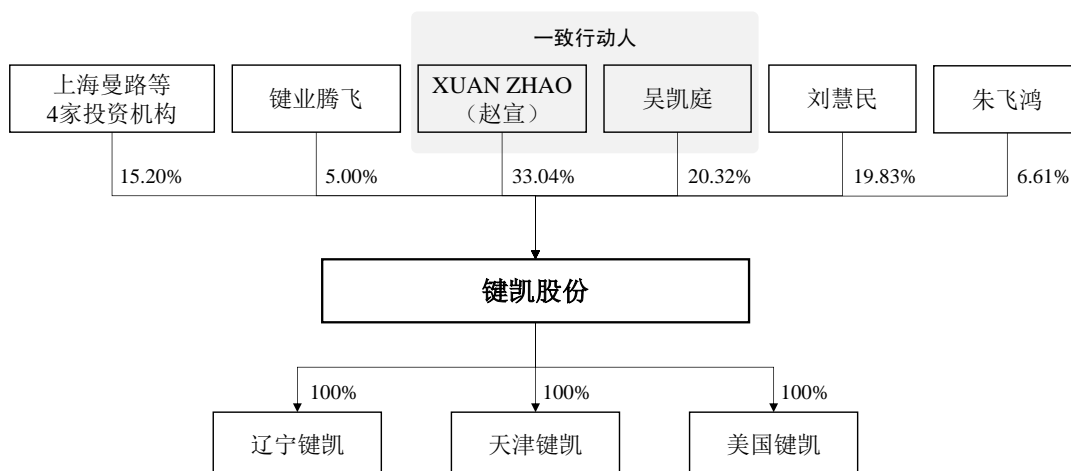 一致行动人
上海曼路等
4家投资机构
键业腾飞
XUAN ZHAO
（赵宣）
吴凯庭
刘慧民
朱飞鸿
15.20%
5.00%
33.04%
20.32%
19.83%
6.61%
键凯股份
100%
100%
100%
辽宁键凯
天津键凯
美国键凯